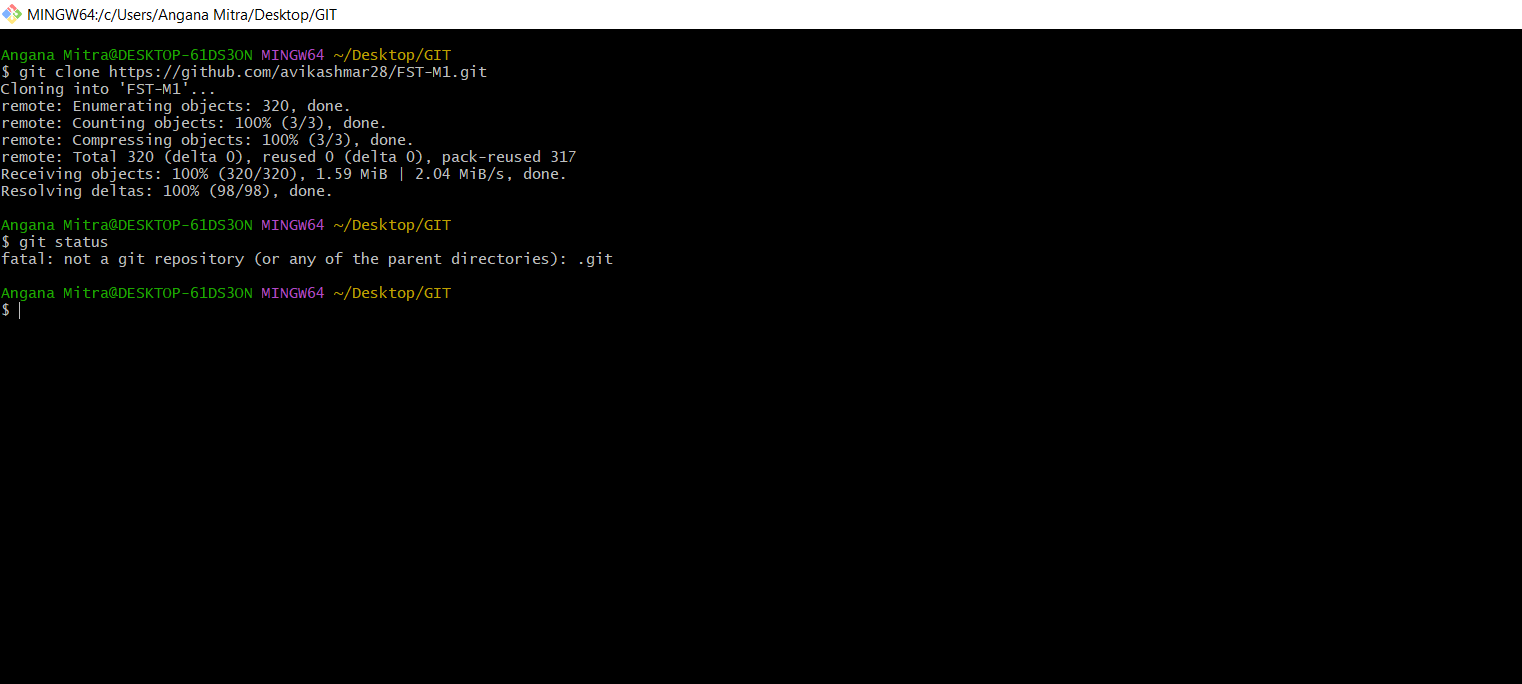 MINGW64:/c/Users/Angana Mitra/Desktop/GIT
Angana Mitra@DESKTOP-61DS3ON MINGW64 ~/Desktop/GIT
$ git clone https://github.com/avikashmar28/FST-M1.git
Cloning into 'FST-M1'...
remote: Enumerating objects: 320, done.
remote: Counting objects: 100% (3/3), done.
remote: Compressing objects: 100% (3/3), done.
remote: Total 320 (delta 0), reused 0 (delta 0), pack-reused 317
Receiving objects: 100% (320/320), 1.59 MiB | 2.04 MiB/s, done.
Resolving deltas: 100% (98/98), done.
Angana Mitra@DESKTOP-61DS3ON MINGW64 ~/Desktop/GIT
$ git status
fatal: not a git repository (or any of the parent directories): .git
Angana Mitra@DESKTOP-61DS3ON MINGW64 ~/Desktop/GIT
$